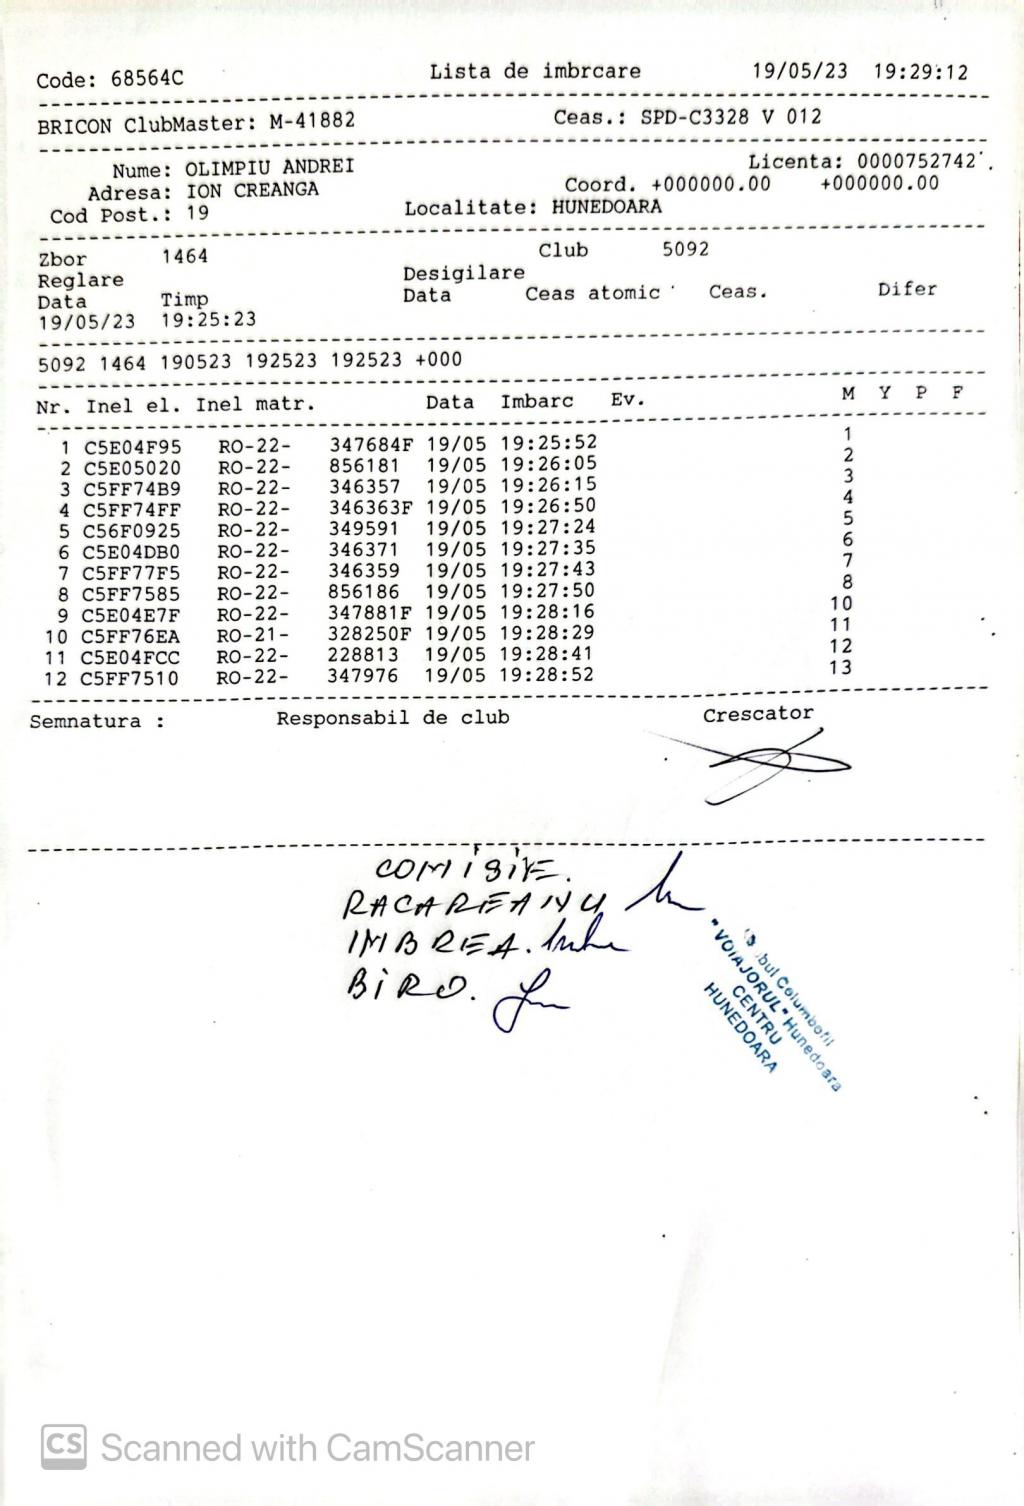 Code: 68564C Lista de imbrcare 19/05/23 19:29:12
BRICON ClubMaster: M-41882 Ceas.: SPD-C3328 V 012
Nume: OLIMPIU ANDREI Licenta: 0000752742
Adresa: ION CREANGA Coord. +000000.00 +000000.00
Cod Post.: 19 Localitate: HUNEDOARA
Zbor 1464 Club 5092
Reglare Desigilare
Data Timp Data Ceas atomic Ceas. Difer
19/05/23 19:25:23
5092 1464 190523 192523 192523 +000
Nr. Inel el. Inel matr. Data Imbarc Ev. M Y P F
1 C5E04F95 RO-22- 347684F 19/05 19:25:52 1
2 C5E05020 RO-22- 856181 19/05 19:26:05 2
3 C5FF74B9 RO-22- 346357 19/05 19:26:15 3
4 C5FF74FF RO-22- 346363F 19/05 19:26:50 4
5 C56F0925 RO-22- 349591 19/05 19:27:24 5
6 C5E04DB0 RO-22- 346371 19/05 19:27:35 6
7 C5FF77F5 RO-22- 346359 19/05 19:27:43 7
8 C5FF7585 RO-22- 856186 19/05 19:27:50 8
9 C5E04E7F RO-22- 347881F 19/05 19:28:16 10
10 C5FF76EA RO-21- 328250F 19/05 19:28:29 11
11 C5E04FCC RO-22- 228813 19/05 19:28:41 12
12 C5FF7510 RO-22- 347976 19/05 19:28:52 13
Semnatura : Responsabil de club Crescator
COMISIE.
RACAREANU
IMBREA.
BIRO.
Columbofil
"VOIAJORUL" Hunedoara
CENTRU
HUNEDOARA
CS Scanned with CamScanner